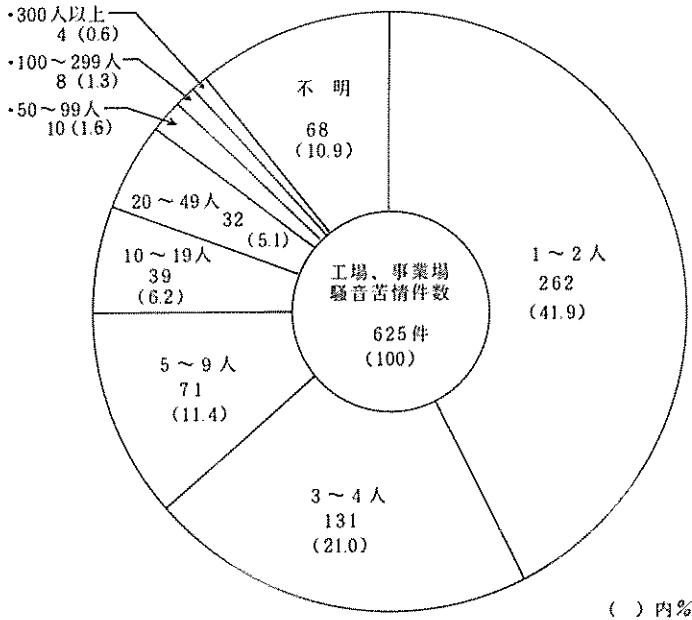 ・300人以上
4 (0.6)
・100～299人
8 (1.3)
・50～99人
10 (1.6)
不 明
68
(10.9)
20～49人
32
(5.1)
10～19人
39
(6.2)
5～9人
71
(11.4)
3～4人
131
(21.0)
1～2人
262
(41.9)
工場、事業場
騒音苦情件数
625件
(100)
( ) 内%